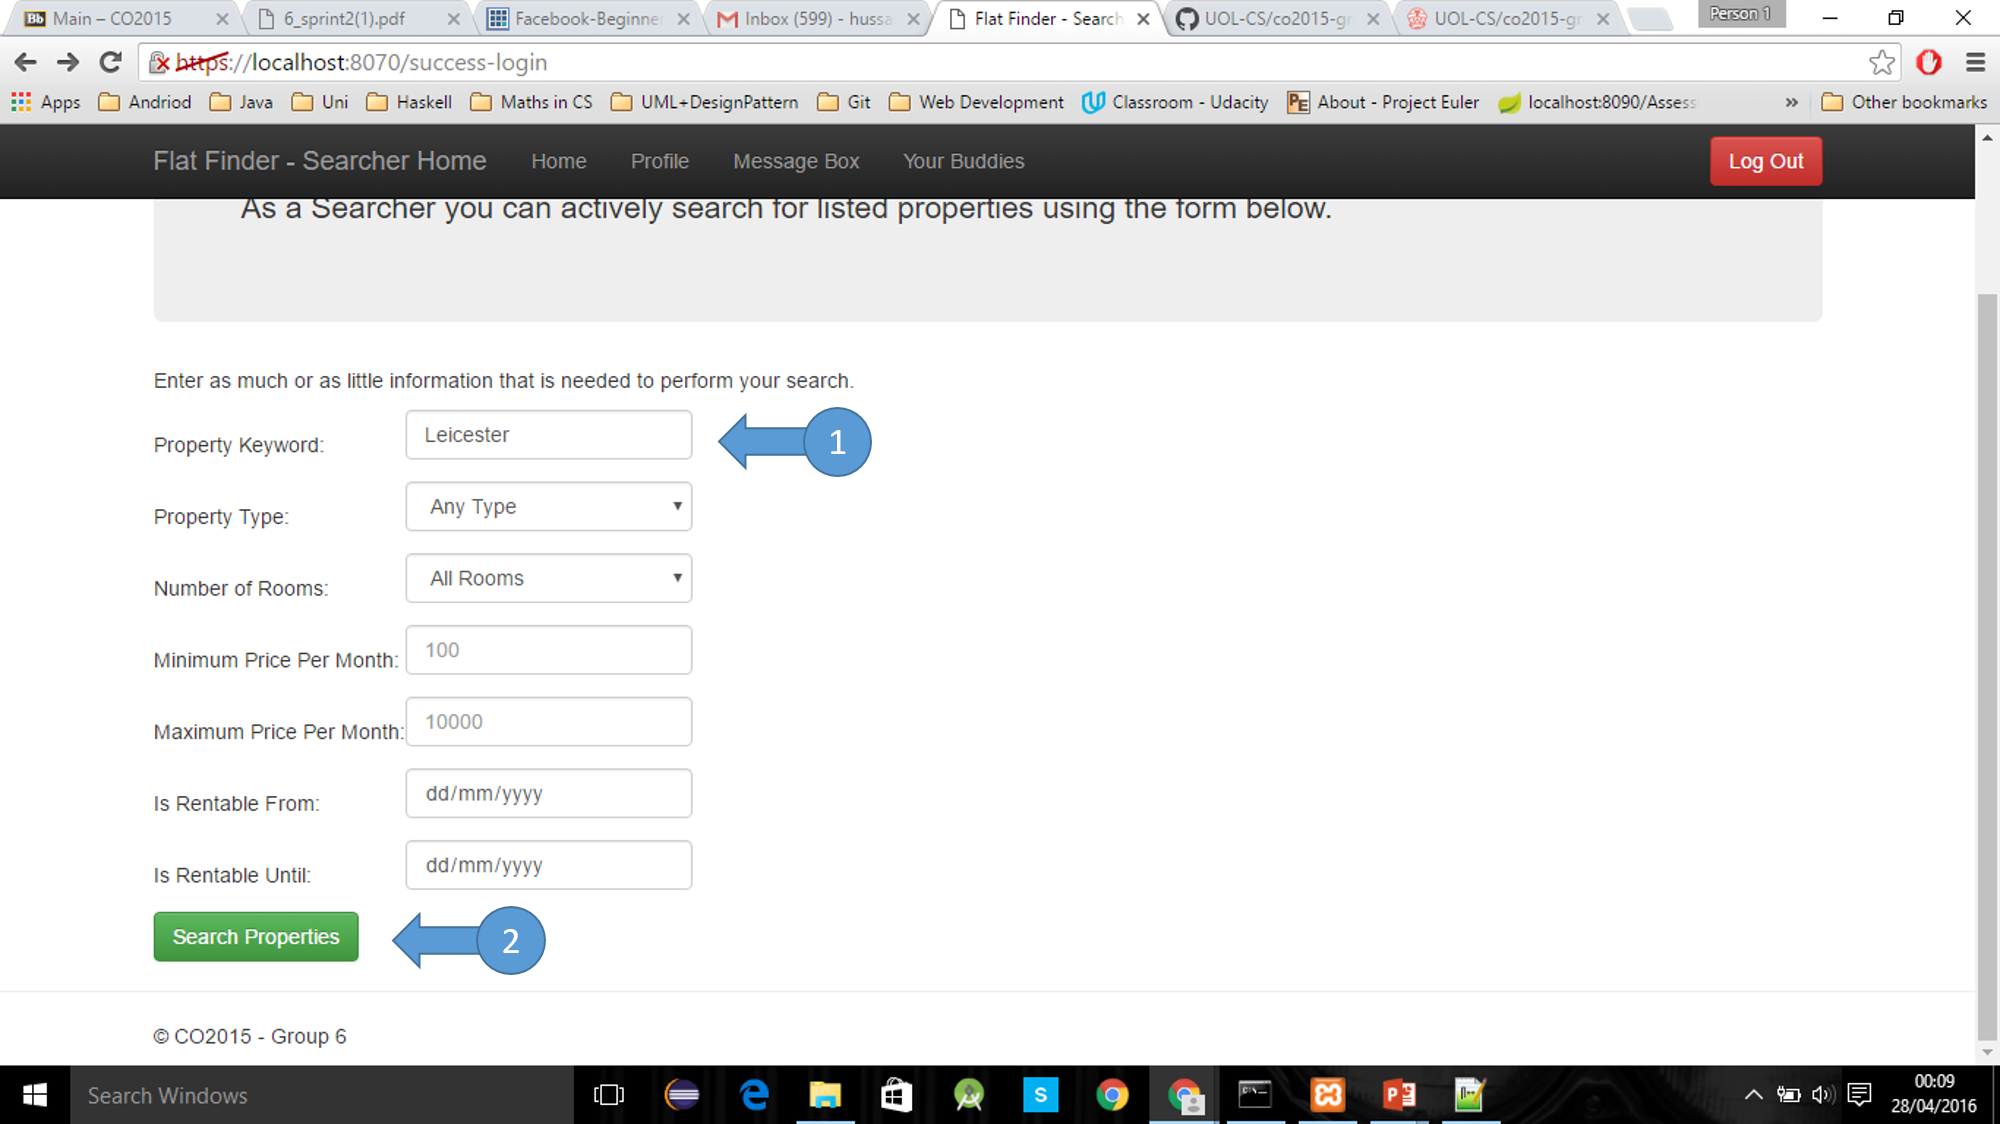 Main – CO2015
6_sprint2(1).pdf
Facebook-Beginner
Inbox (599) - hussa
Flat Finder - Search
UOL-CS/co2015-gr
UOL-CS/co2015-gr
Person 1
https://localhost:8070/success-login
Apps
Andriod
Java
Uni
Haskell
Maths in CS
UML+DesignPattern
Git
Web Development
Classroom - Udacity
About - Project Euler
localhost:8090/Assess
»
Other bookmarks
Flat Finder - Searcher Home
Home
Profile
Message Box
Your Buddies
Log Out
As a Searcher you can actively search for listed properties using the form below.
Enter as much or as little information that is needed to perform your search.
Property Keyword: Leicester
1
Property Type: Any Type
Number of Rooms: All Rooms
Minimum Price Per Month: 100
Maximum Price Per Month: 10000
Is Rentable From: dd/mm/yyyy
Is Rentable Until: dd/mm/yyyy
Search Properties
2
© CO2015 - Group 6
Search Windows
00:09
28/04/2016